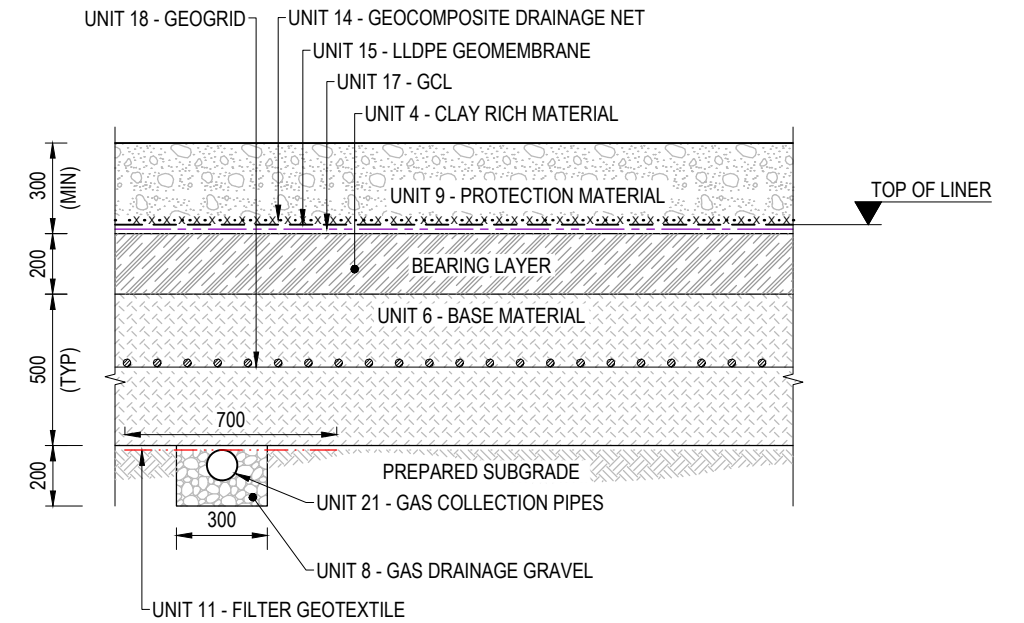 UNIT 18 - GEOGRID
UNIT 14 - GEOCOMPOSITE DRAINAGE NET
UNIT 15 - LLDPE GEOMEMBRANE
UNIT 17 - GCL
UNIT 4 - CLAY RICH MATERIAL
300
(MIN)
UNIT 9 - PROTECTION MATERIAL
TOP OF LINER
200
BEARING LAYER
UNIT 6 - BASE MATERIAL
500
(TYP)
700
200
PREPARED SUBGRADE
UNIT 21 - GAS COLLECTION PIPES
300
UNIT 8 - GAS DRAINAGE GRAVEL
UNIT 11 - FILTER GEOTEXTILE